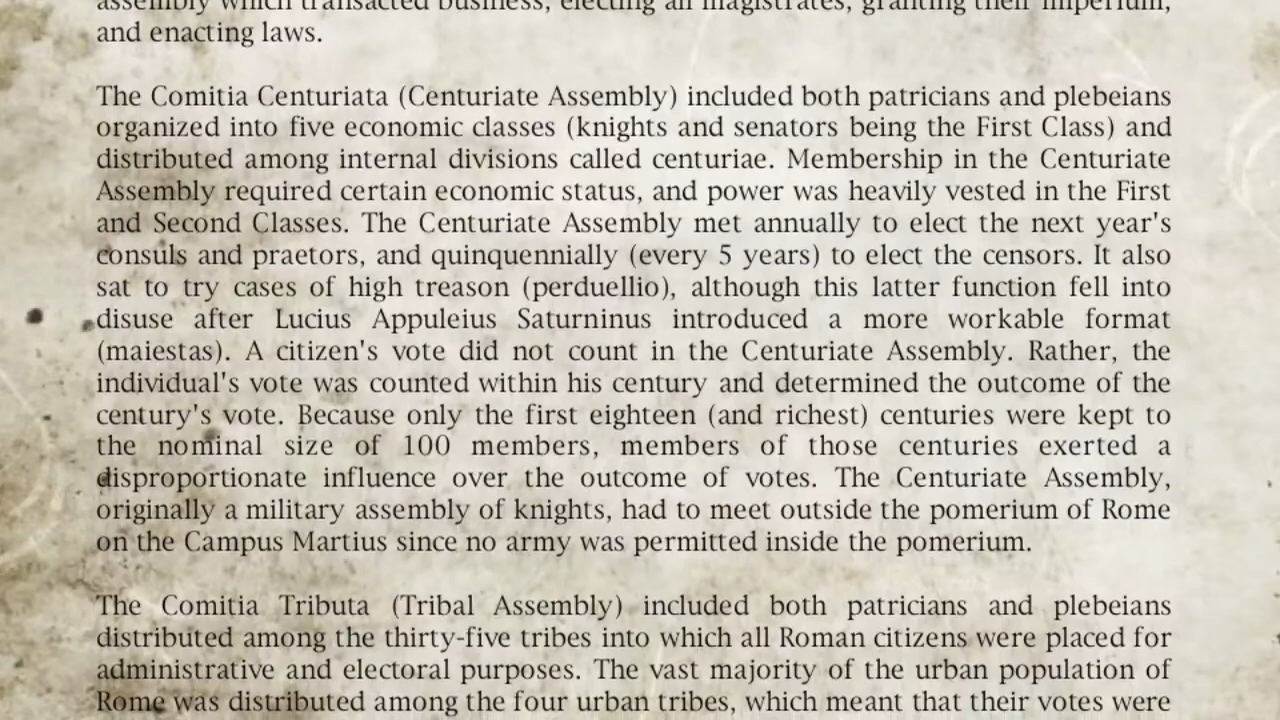 assembly which transacted business, electing all magistrates, granting their imperium,
and enacting laws.
The Comitia Centuriata (Centuriate Assembly) included both patricians and plebeians
organized into five economic classes (knights and senators being the First Class) and
distributed among internal divisions called centuriae. Membership in the Centuriate
Assembly required certain economic status, and power was heavily vested in the First
and Second Classes. The Centuriate Assembly met annually to elect the next year's
consuls and praetors, and quinquennially (every 5 years) to elect the censors. It also
sat to try cases of high treason (perduellio), although this latter function fell into
disuse after Lucius Appuleius Saturninus introduced a more workable format
(maiestas). A citizen's vote did not count in the Centuriate Assembly. Rather, the
individual's vote was counted within his century and determined the outcome of the
century's vote. Because only the first eighteen (and richest) centuries were kept to
the nominal size of 100 members, members of those centuries exerted a
disproportionate influence over the outcome of votes. The Centuriate Assembly,
originally a military assembly of knights, had to meet outside the pomerium of Rome
on the Campus Martius since no army was permitted inside the pomerium.
The Comitia Tributa (Tribal Assembly) included both patricians and plebeians
distributed among the thirty-five tribes into which all Roman citizens were placed for
administrative and electoral purposes. The vast majority of the urban population of
Rome was distributed among the four urban tribes, which meant that their votes were